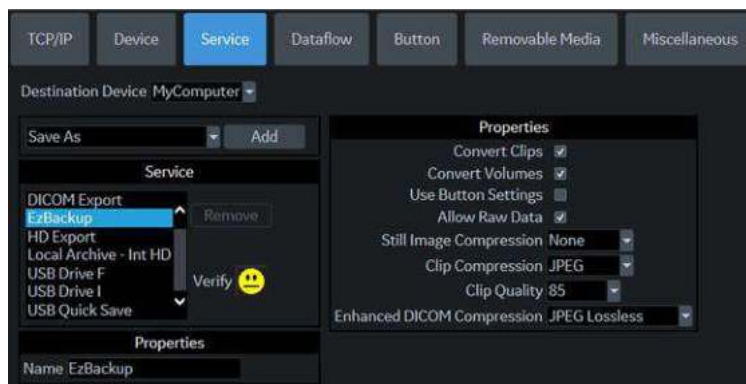 TCP/IP Device Service Dataflow Button Removable Media Miscellaneous
Destination Device MyComputer
Save As Add
Service
DICOM Export
EzBackup
HD Export
Local Archive - Int HD
USB Drive F
USB Drive I
USB Quick Save
Remove
Verify
Properties
Name EzBackup
Properties
Convert Clips
Convert Volumes
Use Button Settings
Allow Raw Data
Still Image Compression None
Clip Compression JPEG
Clip Quality 85
Enhanced DICOM Compression JPEG Lossless